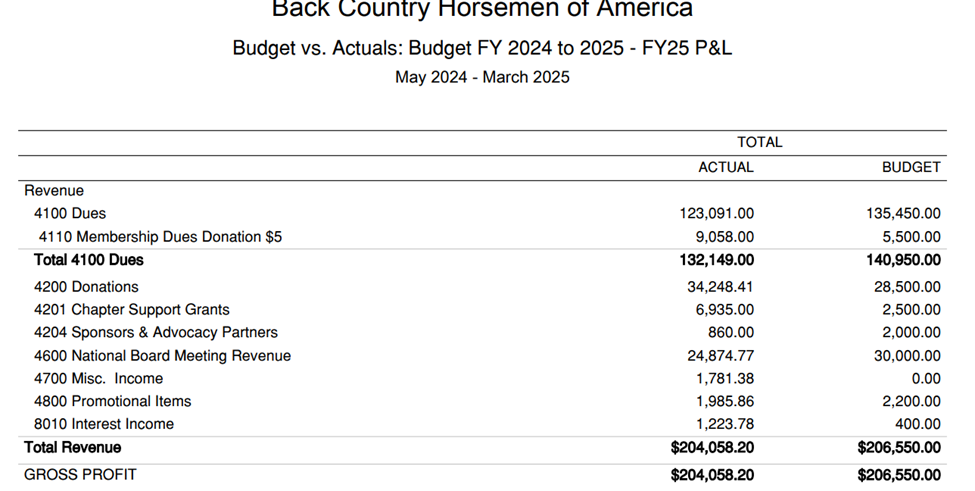 Back Country Horsemen of America
Budget vs. Actuals: Budget FY 2024 to 2025 - FY25 P&L
May 2024 - March 2025
TOTAL
ACTUAL BUDGET
Revenue
4100 Dues 123,091.00 135,450.00
4110 Membership Dues Donation $5 9,058.00 5,500.00
Total 4100 Dues 132,149.00 140,950.00
4200 Donations 34,248.41 28,500.00
4201 Chapter Support Grants 6,935.00 2,500.00
4204 Sponsors & Advocacy Partners 860.00 2,000.00
4600 National Board Meeting Revenue 24,874.77 30,000.00
4700 Misc. Income 1,781.38 0.00
4800 Promotional Items 1,985.86 2,200.00
8010 Interest Income 1,223.78 400.00
Total Revenue $204,058.20 $206,550.00
GROSS PROFIT $204,058.20 $206,550.00